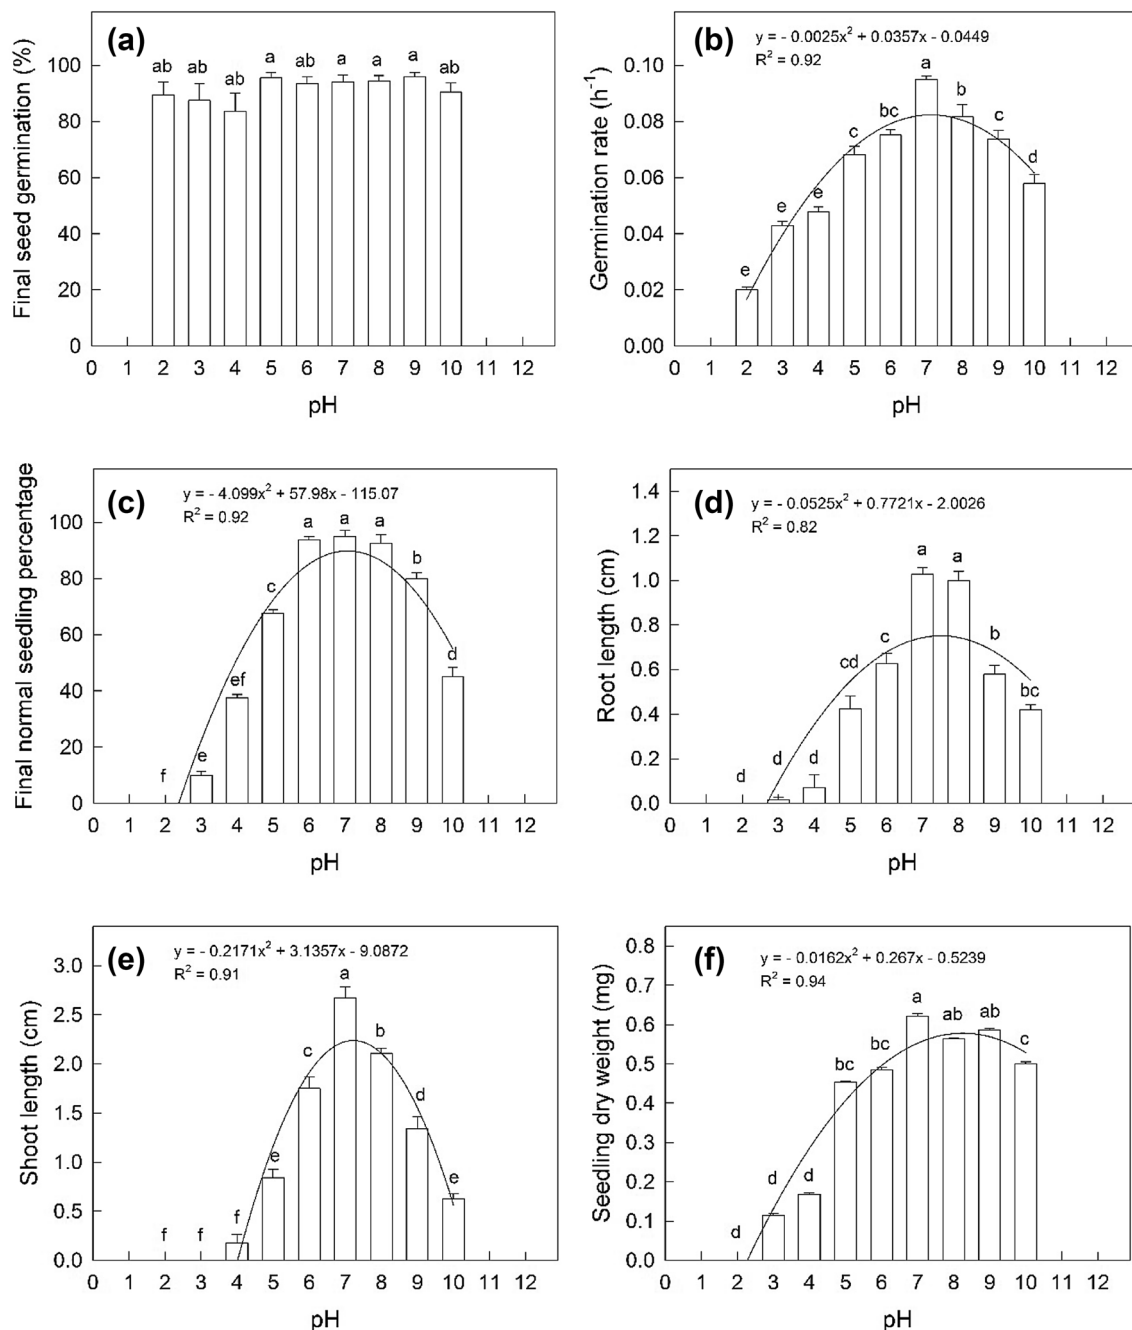 (a)
Final seed germination (%)
100
80
60
40
20
0
ab ab ab a ab a a a ab
0 1 2 3 4 5 6 7 8 9 10 11 12
pH
(b)
y = - 0.0025x² + 0.0357x - 0.0449
R² = 0.92
Germination rate (h⁻¹)
0.10
0.08
0.06
0.04
0.02
0.00
e e e c bc a b c d
0 1 2 3 4 5 6 7 8 9 10 11 12
pH
(c)
y = - 4.099x² + 57.98x - 115.07
R² = 0.92
Final normal seedling percentage
100
80
60
40
20
0
f e ef c a a a b d
0 1 2 3 4 5 6 7 8 9 10 11 12
pH
(d)
y = -0.0525x² + 0.7721x - 2.0026
R² = 0.82
Root length (cm)
1.4
1.2
1.0
0.8
0.6
0.4
0.2
0.0
d d d cd c a a b bc
0 1 2 3 4 5 6 7 8 9 10 11 12
pH
(e)
y = - 0.2171x² + 3.1357x - 9.0872
R² = 0.91
Shoot length (cm)
3.0
2.5
2.0
1.5
1.0
0.5
0.0
f f f e c a b d e
0 1 2 3 4 5 6 7 8 9 10 11 12
pH
(f)
y = -0.0162x² + 0.267x - 0.5239
R² = 0.94
Seedling dry weight (mg)
0.8
0.7
0.6
0.5
0.4
0.3
0.2
0.1
0.0
d d d bc bc a ab ab c
0 1 2 3 4 5 6 7 8 9 10 11 12
pH